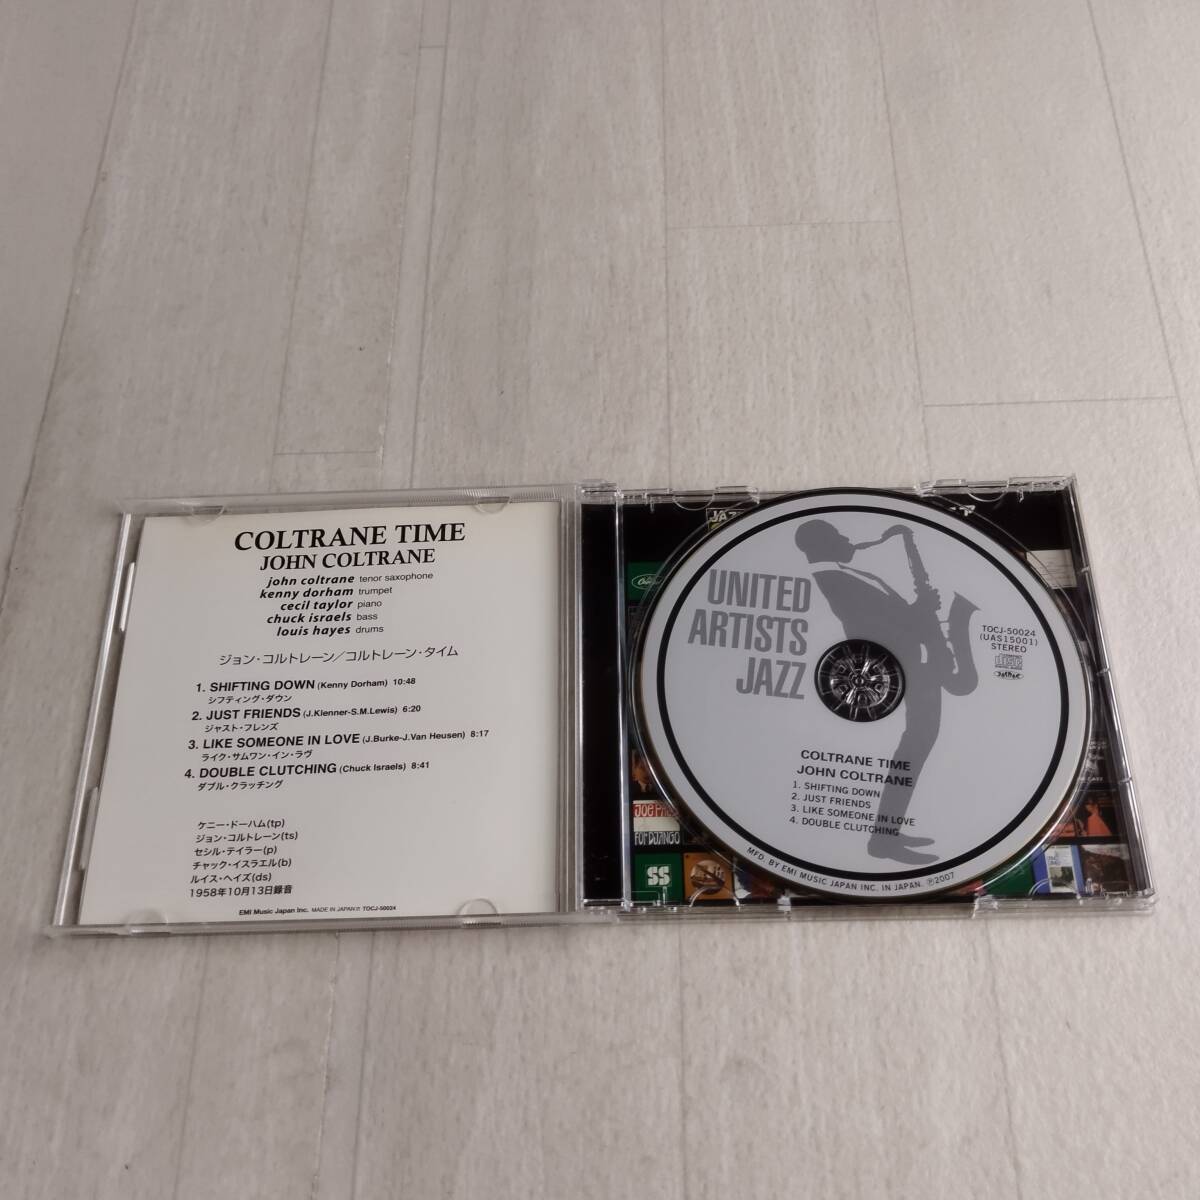 COLTRANE TIME
JOHN COLTRANE
john coltrane tenor saxophone
kenny dorham trumpet
cecil taylor piano
chuck israels bass
louis hayes drums
ジョン・コルトレーン／コルトレーン・タイム
1. SHIFTING DOWN (Kenny Dorham) 10:48
シフティング・ダウン
2. JUST FRIENDS (J.Klenner-S.M.Lewis) 6:20
ジャスト・フレンズ
3. LIKE SOMEONE IN LOVE (J.Burke-J.Van Heusen) 8:17
ライク・サムワン・イン・ラヴ
4. DOUBLE CLUTCHING (Chuck Israels) 8:41
ダブル・クラッチング
ケニー・ドーハム(tp)
ジョン・コルトレーン(ts)
セシル・テイラー(p)
チャック・イスラエル(b)
ルイス・ヘイズ(ds)
1958年10月13日録音
EMI Music Japan Inc. MADE IN JAPAN TOCJ-50024
UNITED
ARTISTS
JAZZ
TOCJ-50024
(UAS15001)
STEREO
COLTRANE TIME
JOHN COLTRANE
1. SHIFTING DOWN
2. JUST FRIENDS
3. LIKE SOMEONE IN LOVE
4. DOUBLE CLUTCHING
MFD. BY EMI MUSIC JAPAN INC. IN JAPAN. ℗2007
JAZZ
Capitol
JOE PASS
FOR DJANGO
SS